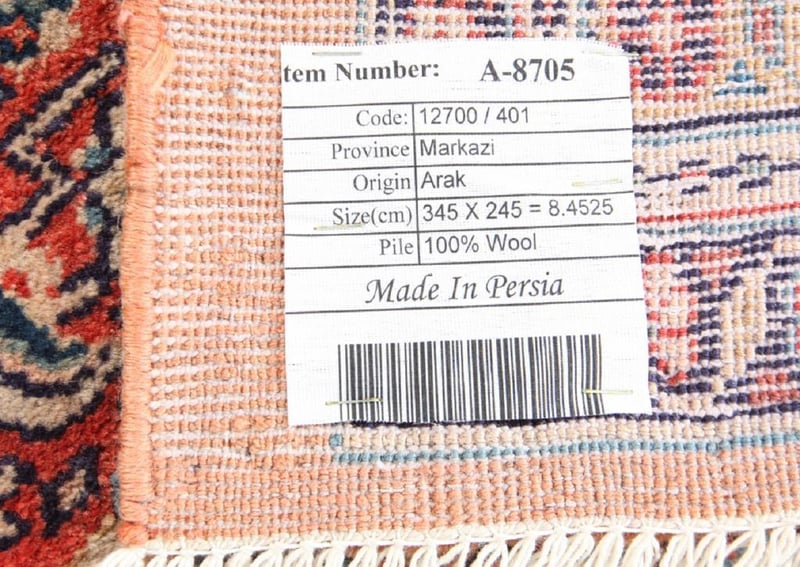 tem Number: A-8705
Code: 12700 / 401
Province Markazi
Origin Arak
Size(cm) 345 X 245 = 8.4525
Pile 100% Wool
Made In Persia